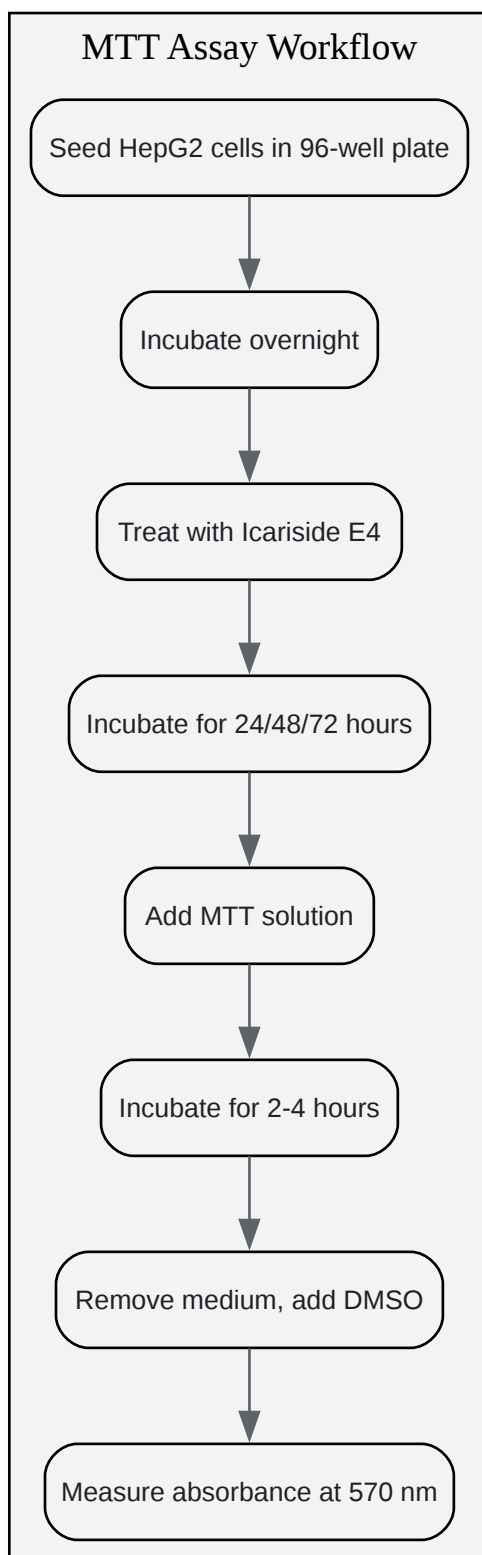 MTT Assay Workflow
Seed HepG2 cells in 96-well plate
Incubate overnight
Treat with Icariside E4
Incubate for 24/48/72 hours
Add MTT solution
Incubate for 2-4 hours
Remove medium, add DMSO
Measure absorbance at 570 nm